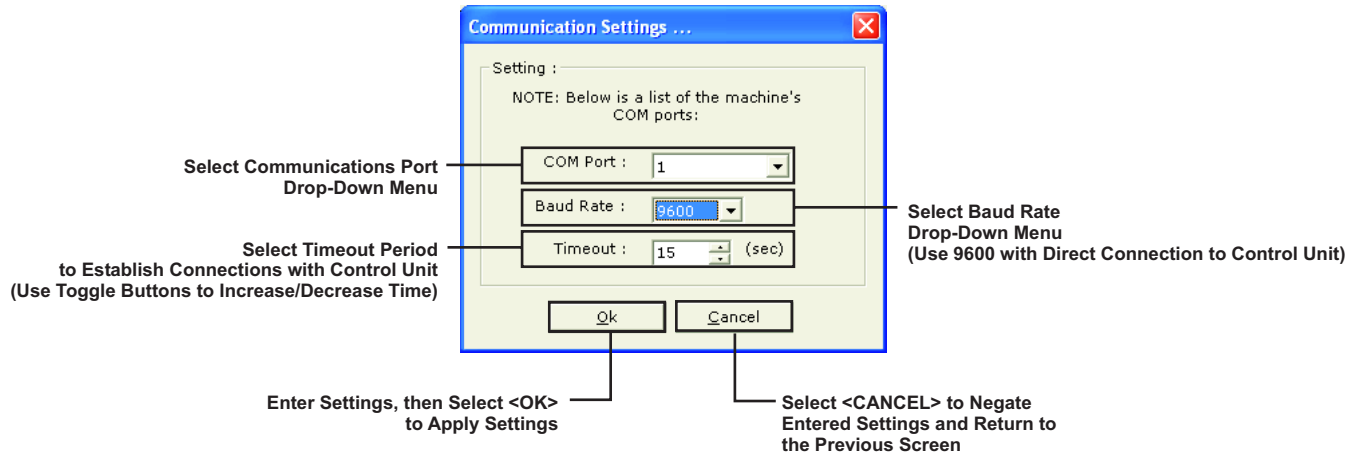 Communication Settings ...
Setting :
NOTE: Below is a list of the machine's
COM ports:
Select Communications Port
Drop-Down Menu
COM Port : 1
Baud Rate : 9600
Select Baud Rate
Drop-Down Menu
(Use 9600 with Direct Connection to Control Unit)
Select Timeout Period
to Establish Connections with Control Unit
(Use Toggle Buttons to Increase/Decrease Time)
Timeout : 15 (sec)
Ok Cancel
Enter Settings, then Select <OK>
to Apply Settings
Select <CANCEL> to Negate
Entered Settings and Return to
the Previous Screen